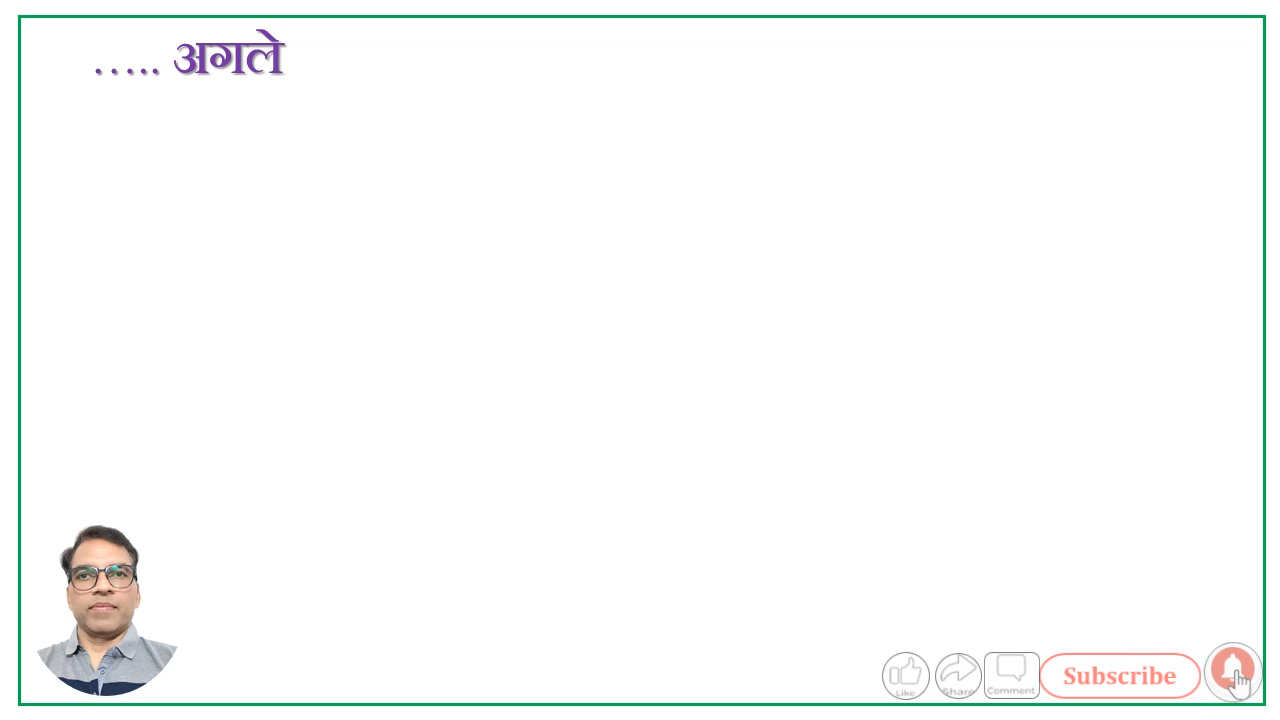 ..... अगले
Like
Share
Comment
Subscribe